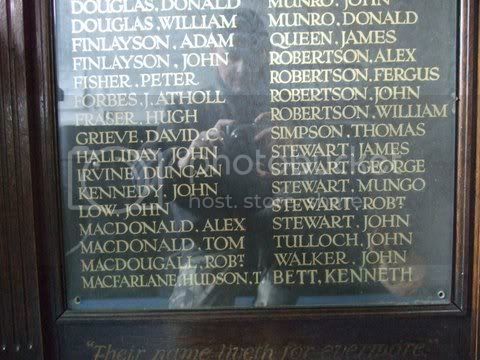 DOUGLAS, DONALD
DOUGLAS, WILLIAM
FINLAYSON, ADAM
FINLAYSON, JOHN
FISHER, PETER
FORBES, J. ATHOLL
FRASER, HUGH
GRIEVE, DAVID C.
HALLIDAY, JOHN
IRVINE, DUNCAN
KENNEDY, JOHN
LOW, JOHN
MACDONALD, ALEX
MACDONALD, TOM
MACDOUGALL, ROBT
MACFARLANE, HUDSON, T.
MUNRO, JOHN
MUNRO, DONALD
QUEEN, JAMES
ROBERTSON, ALEX
ROBERTSON, FERGUS
ROBERTSON, JOHN
ROBERTSON, WILLIAM
SIMPSON, THOMAS
STEWART, JAMES
STEWART, GEORGE
STEWART, MUNGO
STEWART, ROBT
STEWART, JOHN
TULLOCH, JOHN
WALKER, JOHN
BETT, KENNETH
"Their name liveth for evermore"
photobucket